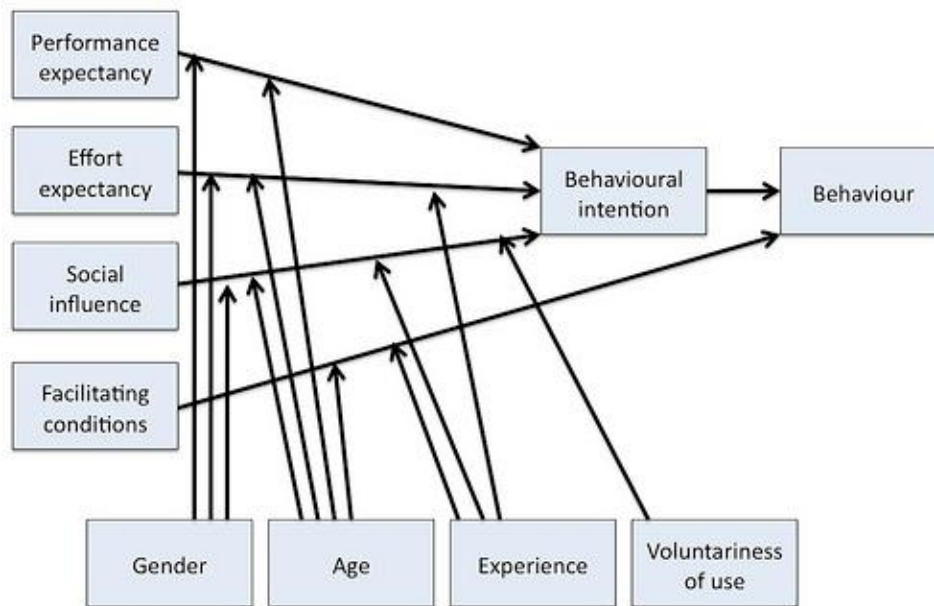 Performance
expectancy
Effort
expectancy
Behavioural
intention
Behaviour
Social
influence
Facilitating
conditions
Gender
Age
Experience
Voluntariness
of use